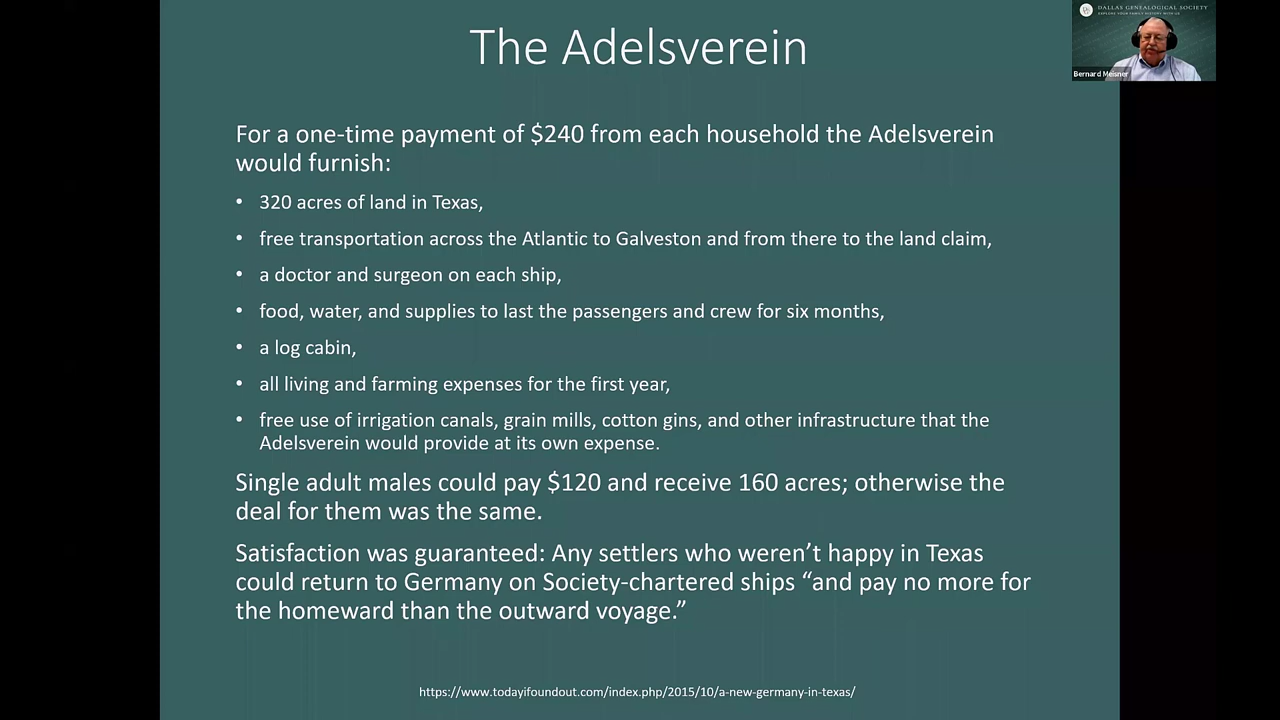 The Adelsverein
DALLAS GENEALOGICAL SOCIETY
EXPLORE YOUR FAMILY HISTORY WITH US
Bernard Meisner
For a one-time payment of $240 from each household the Adelsverein
would furnish:
• 320 acres of land in Texas,
• free transportation across the Atlantic to Galveston and from there to the land claim,
• a doctor and surgeon on each ship,
• food, water, and supplies to last the passengers and crew for six months,
• a log cabin,
• all living and farming expenses for the first year,
• free use of irrigation canals, grain mills, cotton gins, and other infrastructure that the
Adelsverein would provide at its own expense.
Single adult males could pay $120 and receive 160 acres; otherwise the
deal for them was the same.
Satisfaction was guaranteed: Any settlers who weren’t happy in Texas
could return to Germany on Society-chartered ships “and pay no more for
the homeward than the outward voyage.”
https://www.todayifoundout.com/index.php/2015/10/a-new-germany-in-texas/